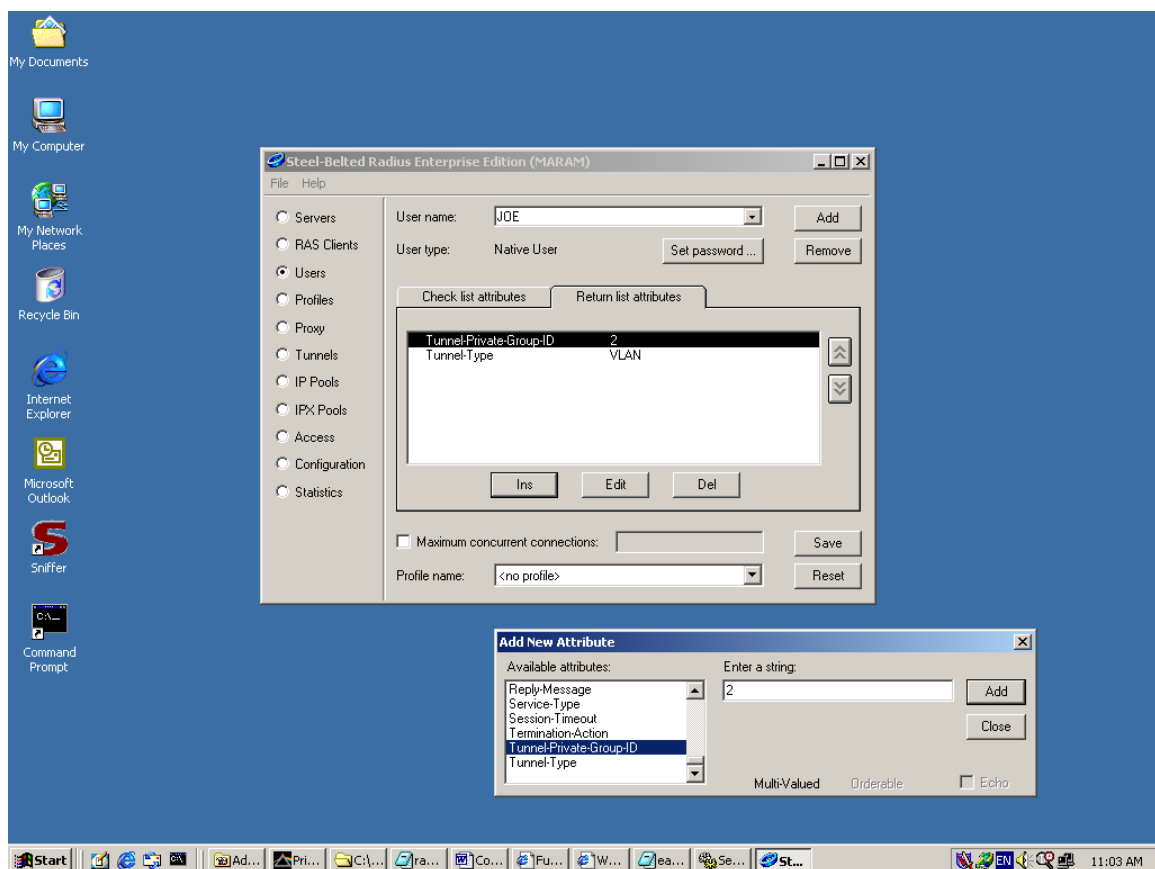 My Documents
My Computer
My Network
Places
Recycle Bin
Internet
Explorer
Microsoft
Outlook
Sniffer
C:\_
Command
Prompt
Steel-Belted Radius Enterprise Edition (MARAM)
File Help
Servers
RAS Clients
Users
Profiles
Proxy
Tunnels
IP Pools
IPX Pools
Access
Configuration
Statistics
User name: JOE Add
User type: Native User Set password ... Remove
Check list attributes Return list attributes
Tunnel-Private-Group-ID 2
Tunnel-Type VLAN
Ins Edit Del
Maximum concurrent connections: Save
Profile name: <no profile> Reset
Add New Attribute
Available attributes: Enter a string:
Reply-Message
Service-Type
Session-Timeout
Termination-Action
Tunnel-Private-Group-ID
Tunnel-Type
2 Add
Close
Multi-Valued Orderable Echo
Start Ad... Pri... C:\... ra... Co... Fu... W... ea... Se... St... EN 11:03 AM